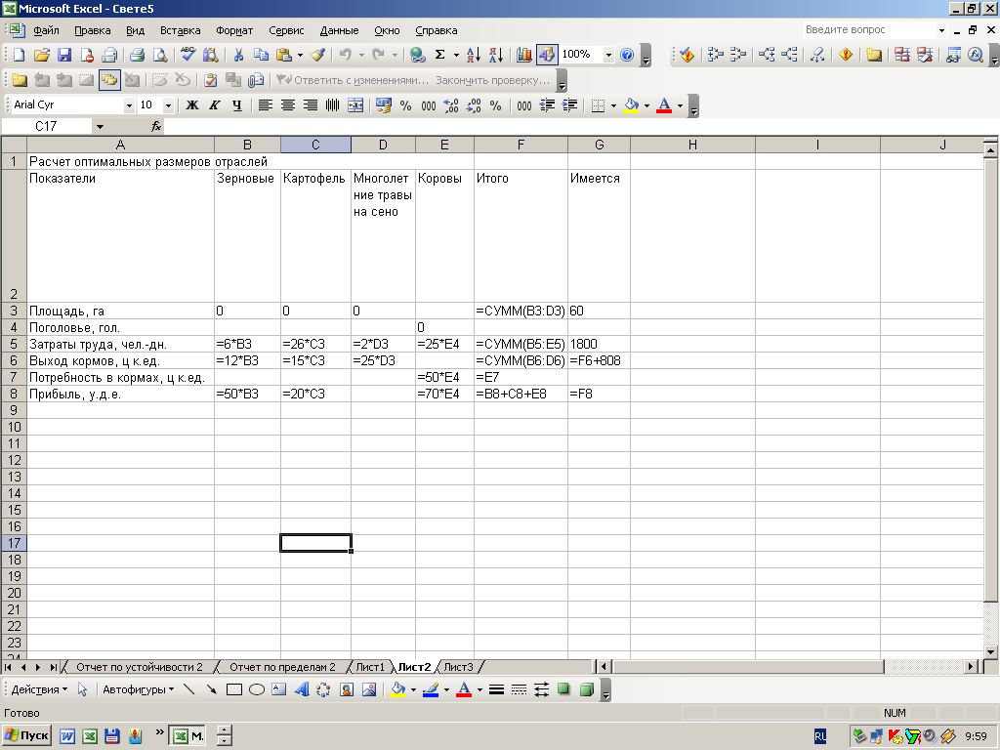 Microsoft Excel - Свете5
Файл Правка Вид Вставка Формат Сервис Данные Окно Справка Введите вопрос
100%
Ответить с изменениями... Закончить проверку...
Arial Cyr 10 Ж К Ч % 000 % 000
C17 fx
A B C D E F G H I J
1 Расчет оптимальных размеров отраслей
2 Показатели Зерновые Картофель Многолет Коровы Итого Имеется
ние травы
на сено
3 Площадь, га 0 0 0 =СУММ(B3:D3) 60
4 Поголовье, гол. 0
5 Затраты труда, чел.-дн. =6*B3 =26*C3 =2*D3 =25*E4 =СУММ(B5:E5) 1800
6 Выход кормов, ц к.ед. =12*B3 =15*C3 =25*D3 =СУММ(B6:D6) =F6+808
7 Потребность в кормах, ц к.ед. =50*E4 =E7
8 Прибыль, у.д.е. =50*B3 =20*C3 =70*E4 =B8+C8+E8 =F8
9
10
11
12
13
14
15
16
17
18
19
20
21
22
23
24
Отчет по устойчивости 2 Отчет по пределам 2 Лист1 Лист2 Лист3
Действия Автофигуры
Готово NUM
Пуск M. RU 9:59